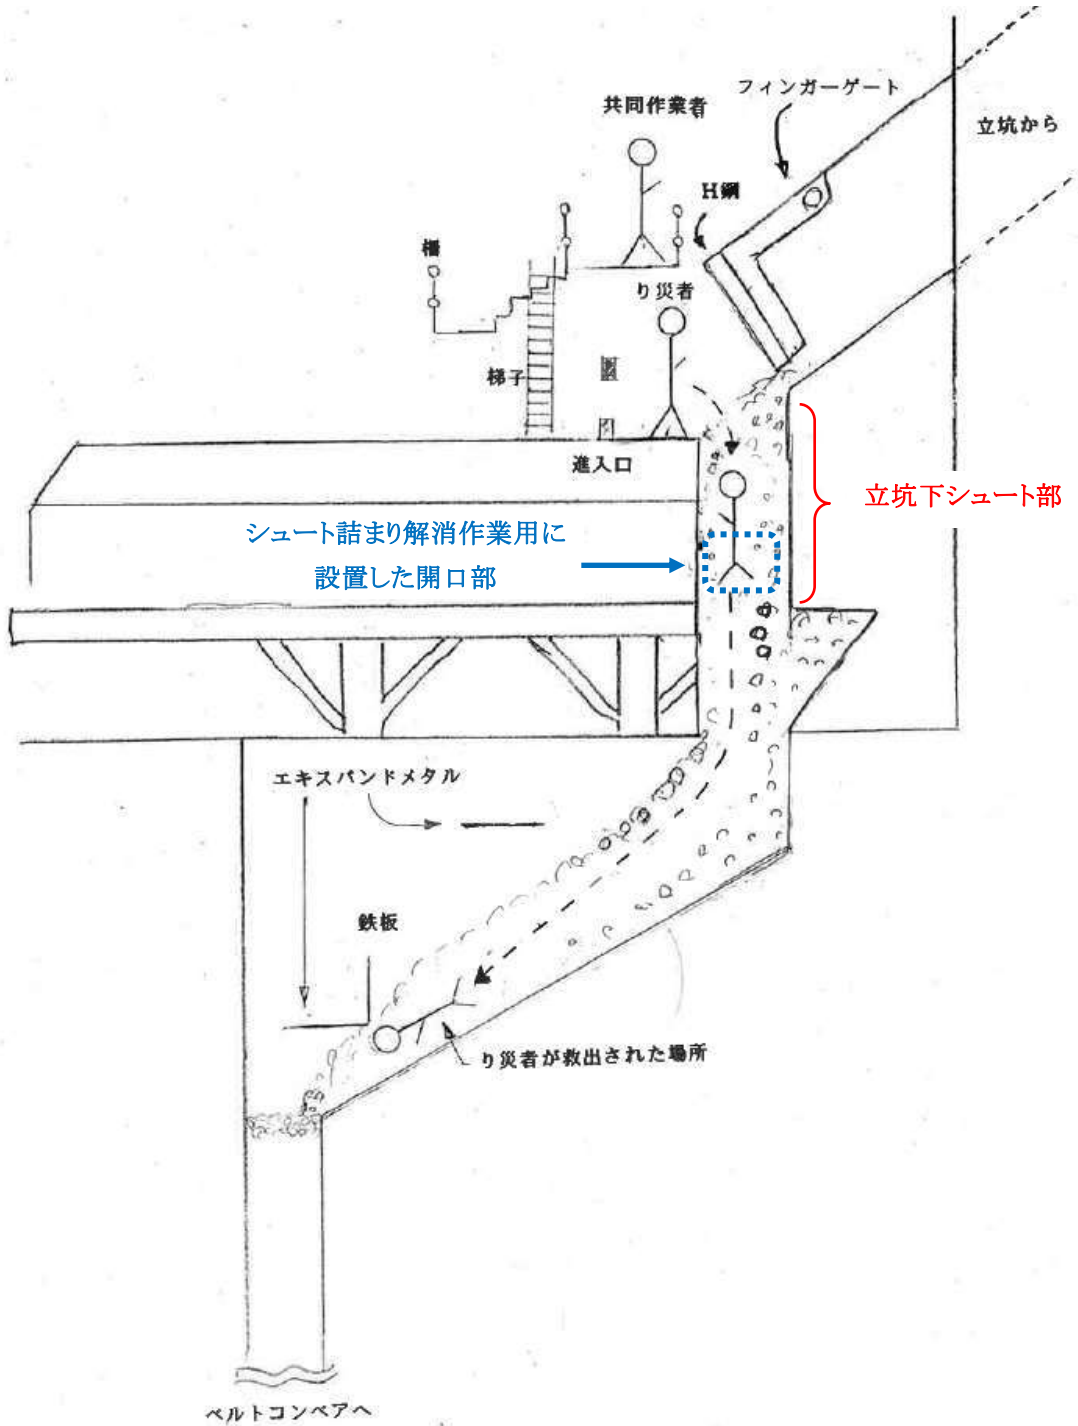 フィンガーゲート
共同作業者
立坑から
H鋼
柵
り災者
梯子
進入口
立坑下シュート部
シュート詰まり解消作業用に
設置した開口部
エキスパンドメタル
鉄板
り災者が救出された場所
ベルトコンベアへ